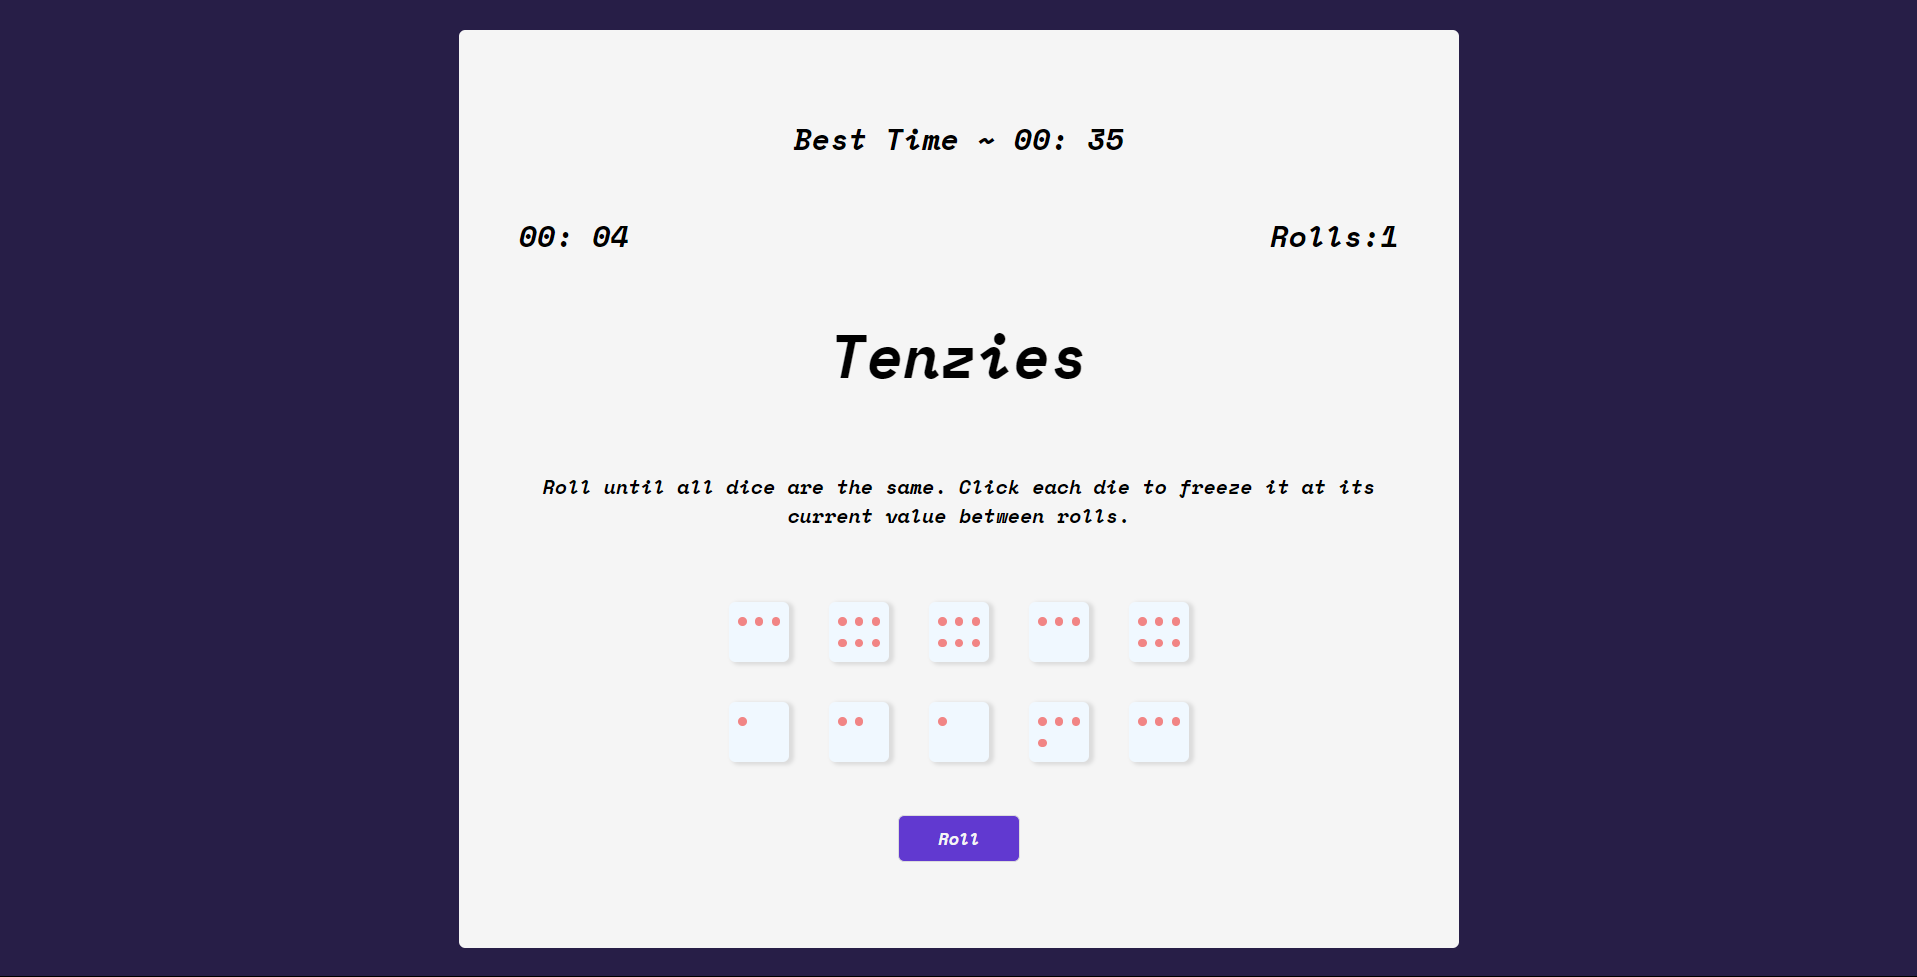 Best Time ~ 00: 35
00: 04
Rolls:1
Tenzies
Roll until all dice are the same. Click each die to freeze it at its
current value between rolls.
Roll